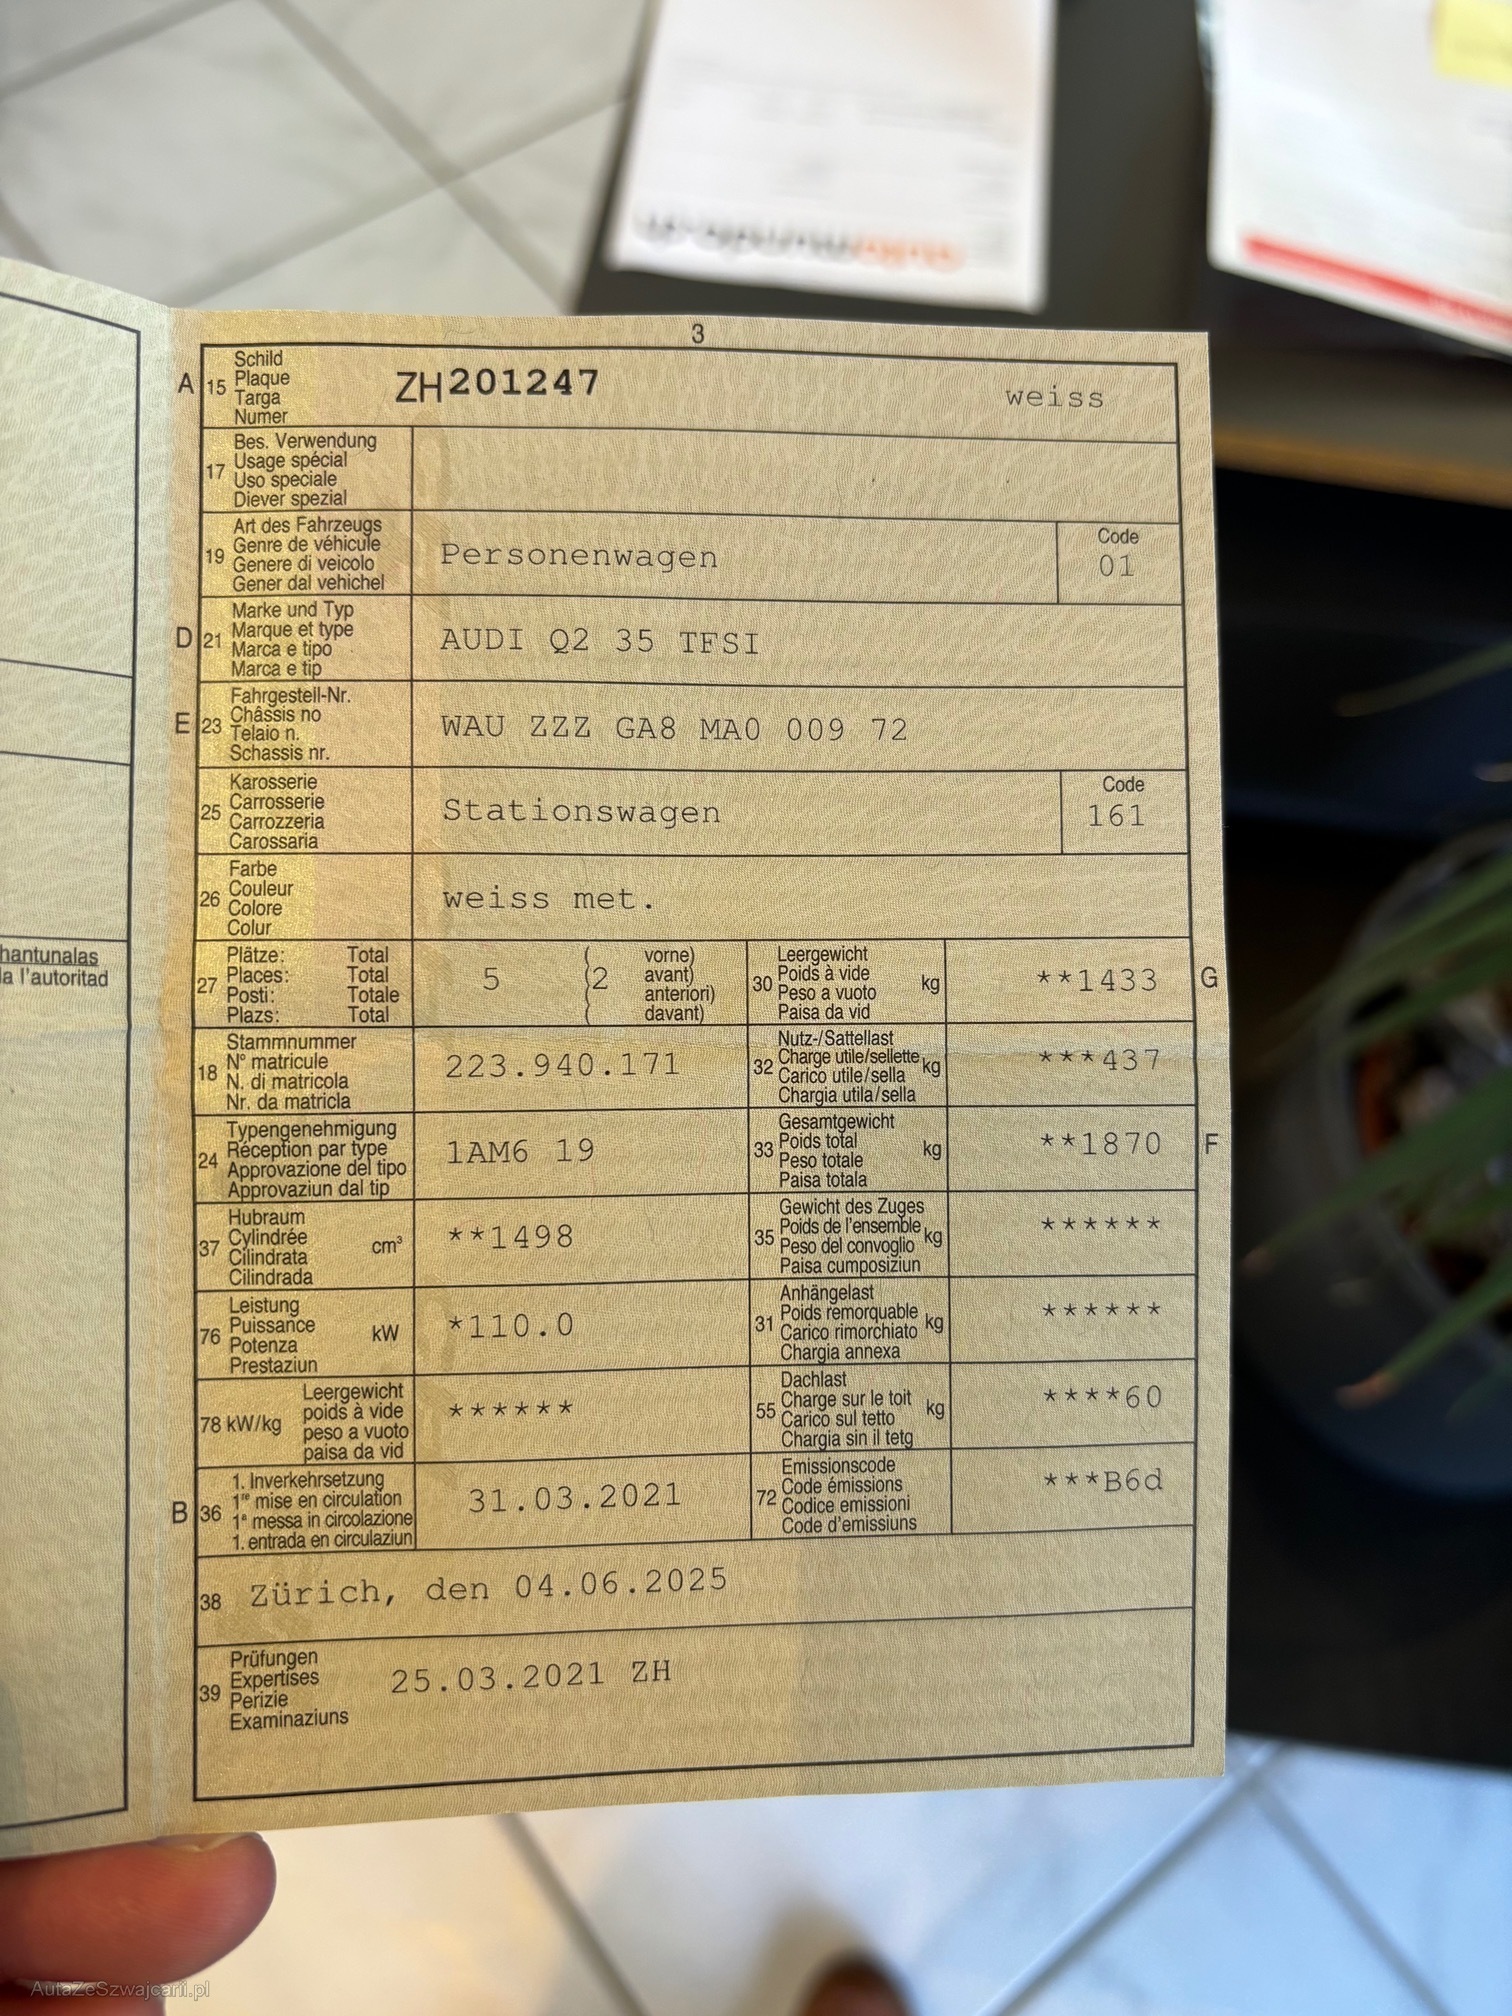 3
A 15 Schild
Plaque
Targa
Numer
ZH 201247 weiss
17 Bes. Verwendung
Usage spécial
Uso speciale
Diever spezial
19 Art des Fahrzeugs
Genre de véhicule
Genere di veicolo
Gener dal vehichel
Personenwagen
Code
01
D 21 Marke und Typ
Marque et type
Marca e tipo
Marca e tip
AUDI Q2 35 TFSI
E 23 Fahrgestell-Nr.
Châssis no
Telaio n.
Schassis nr.
WAU ZZZ GA8 MA0 009 72
25 Karosserie
Carrosserie
Carrozzeria
Carossaria
Stationswagen
Code
161
26 Farbe
Couleur
Colore
Colur
weiss met.
hantunalas
la l'autoritad
27 Plätze: Total
Places: Total
Posti: Totale
Plazs: Total
5 (2 vorne)
( avant)
( anteriori)
( davant)
30 Leergewicht
Poids à vide
Peso a vuoto
Paisa da vid
kg
**1433 G
18 Stammnummer
N° matricule
N. di matricola
Nr. da matricla
223.940.171
32 Nutz-/Sattellast
Charge utile/sellette
Carico utile/sella
Chargia utila/sella
kg
***437
24 Typengenehmigung
Réception par type
Approvazione del tipo
Approvaziun dal tip
1AM6 19
33 Gesamtgewicht
Poids total
Peso totale
Paisa totala
kg
**1870 F
37 Hubraum
Cylindrée
Cilindrata
Cilindrada
cm³
**1498
35 Gewicht des Zuges
Poids de l'ensemble
Peso del convoglio
Paisa cumposiziun
kg
******
76 Leistung
Puissance
Potenza
Prestaziun
kW
*110.0
31 Anhängelast
Poids remorquable
Carico rimorchiato
Chargia annexa
kg
******
78 kW/kg Leergewicht
poids à vide
peso a vuoto
paisa da vid
******
55 Dachlast
Charge sur le toit
Carico sul tetto
Chargia sin il tetg
kg
****60
B 36 1. Inverkehrsetzung
1re mise en circulation
1a messa in circolazione
1. entrada en circulaziun
31.03.2021
72 Emissionscode
Code émissions
Codice emissioni
Code d'emissiuns
***B6d
38 Zürich, den 04.06.2025
39 Prüfungen
Expertises
Perizie
Examinaziuns
25.03.2021 ZH
AutaZeSzwajcarii.pl